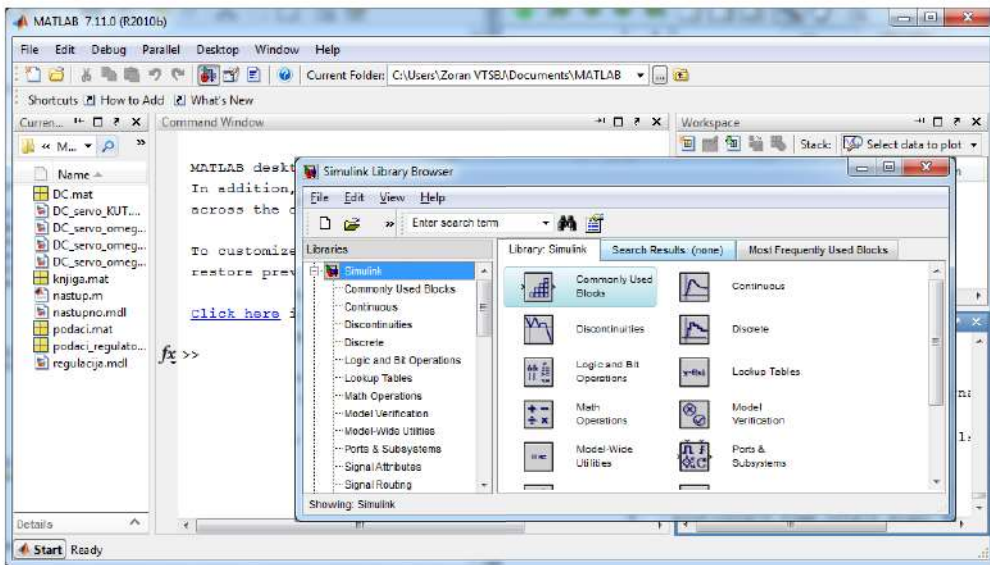 MATLAB 7.11.0 (R2010b)
File Edit Debug Parallel Desktop Window Help
Current Folder: C:\Users\Zoran VTSBJ\Documents\MATLAB
Shortcuts How to Add What's New
Curren...
« M...
»
Name
DC.mat
DC_servo_KUT....
DC_servo_omeg...
DC_servo_omeg...
DC_servo_omeg...
knjiga.mat
nastup.m
nastupno.mdl
podaci.mat
podaci_regulato...
regulacija.mdl
Details
Command Window
MATLAB deskt
In addition,
across the
To customize
restore prev
Click here
fx >>
Workspace
Stack: Select data to plot
Simulink Library Browser
File Edit View Help
» Enter search term
Libraries
Simulink
Commonly Used Blocks
Continuous
Discontinuities
Discrete
Logic and Bit Operations
Lookup Tables
Math Operations
Model Verification
Model-Wide Utilities
Ports & Subsystems
Signal Attributes
Signal Routing
Library: Simulink Search Results: (none) Most Frequently Used Blocks
Commonly Used
Blocks
Continuous
Discontinuities
Discrete
Logic and Bit
Operations
Lookup Tables
Math
Operations
Model
Verification
Model-Wide
Utilities
Ports &
Subsystems
Showing: Simulink
Start Ready